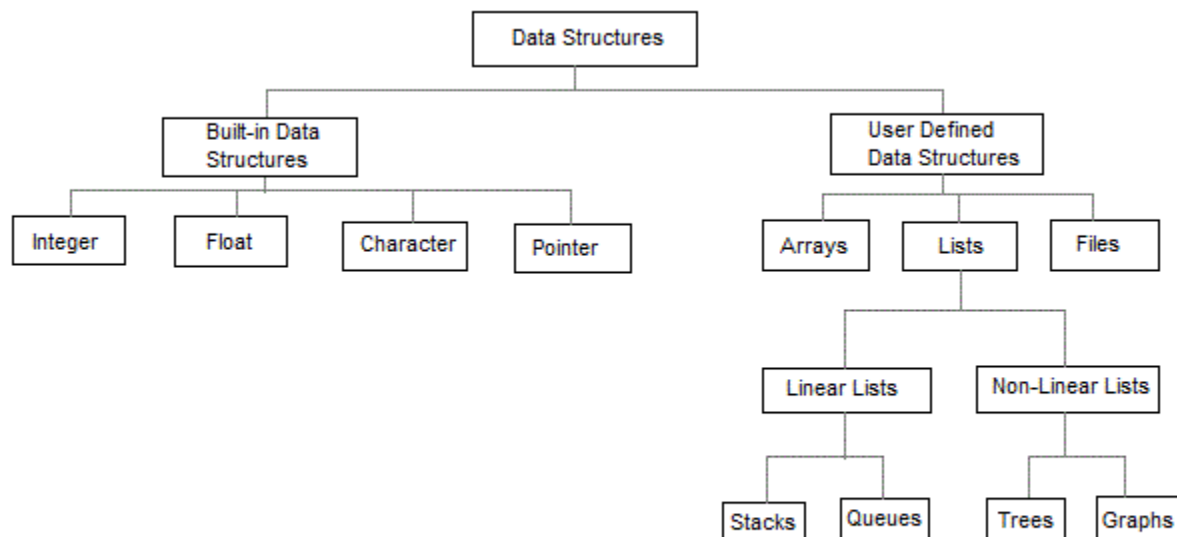 Data Structures
Built-in Data
Structures
User Defined
Data Structures
Integer
Float
Character
Pointer
Arrays
Lists
Files
Linear Lists
Non-Linear Lists
Stacks
Queues
Trees
Graphs